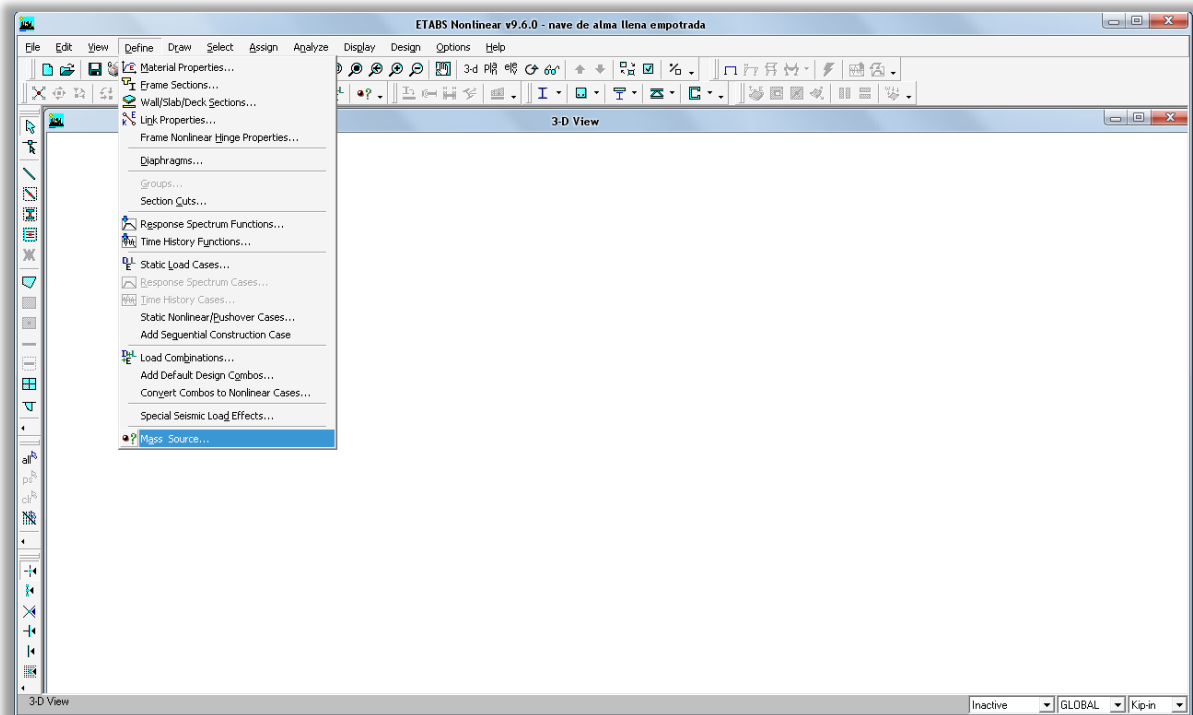 ETABS Nonlinear v9.6.0 - nave de alma llena empotrada
File Edit View Define Draw Select Assign Analyze Display Design Options Help
3-d
3-D View
Material Properties...
Frame Sections...
Wall/Slab/Deck Sections...
Link Properties...
Frame Nonlinear Hinge Properties...
Diaphragms...
Groups...
Section Cuts...
Response Spectrum Functions...
Time History Functions...
Static Load Cases...
Response Spectrum Cases...
Time History Cases...
Static Nonlinear/Pushover Cases...
Add Sequential Construction Case
Load Combinations...
Add Default Design Combos...
Convert Combos to Nonlinear Cases...
Special Seismic Load Effects...
Mass Source...
all
ps
clr
3-D View
Inactive
GLOBAL
Kip-in